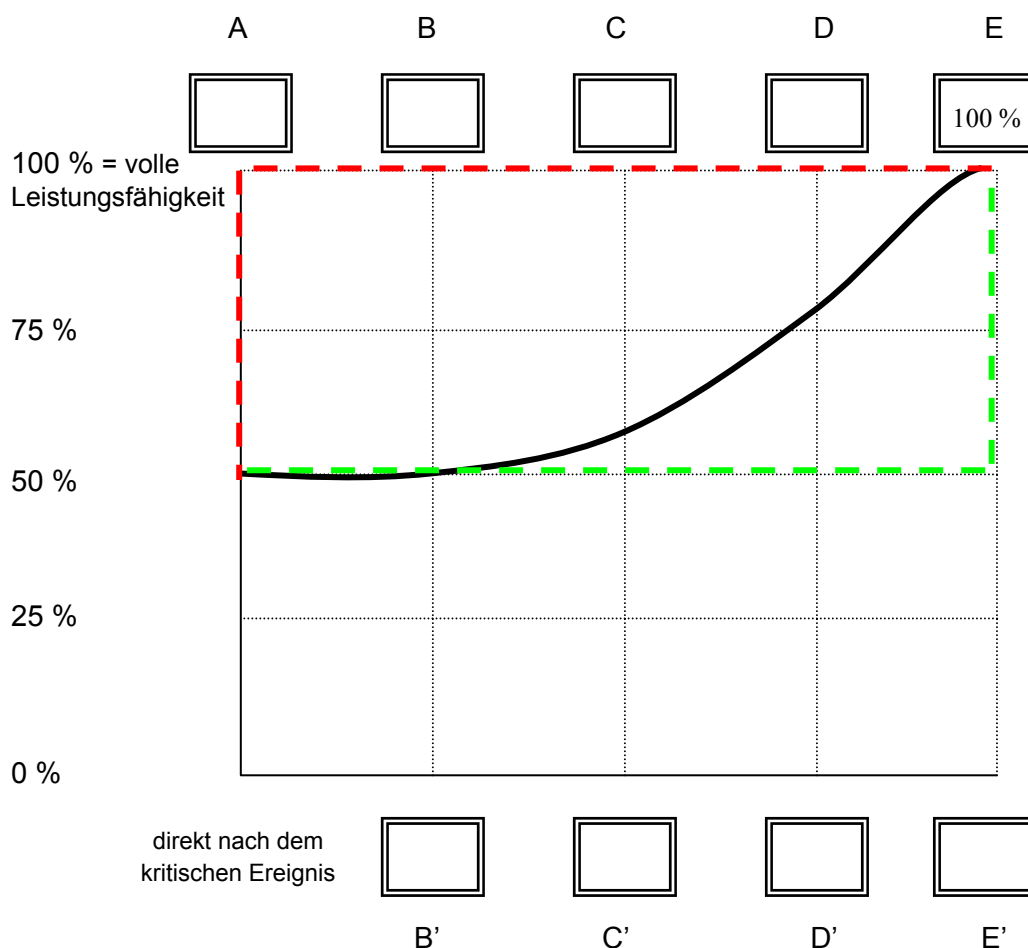 A B C D E
100 %
100 % = volle
Leistungsfähigkeit
75 %
50 %
25 %
0 %
direkt nach dem
kritischen Ereignis
B’ C’ D’ E’